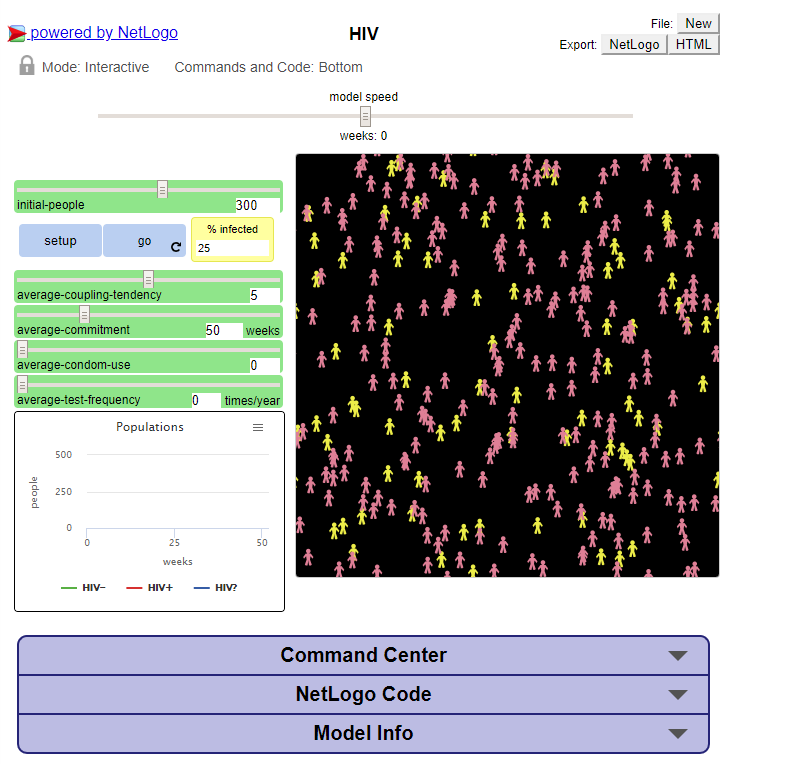 powered by NetLogo
HIV
File: New
Export: NetLogo HTML
Mode: Interactive Commands and Code: Bottom
model speed
weeks: 0
initial-people 300
setup go
% infected
25
average-coupling-tendency 5
average-commitment 50 weeks
average-condom-use 0
average-test-frequency 0 times/year
Populations
people
500
250
0
0 25 50
weeks
HIV− HIV+ HIV?
Command Center
NetLogo Code
Model Info